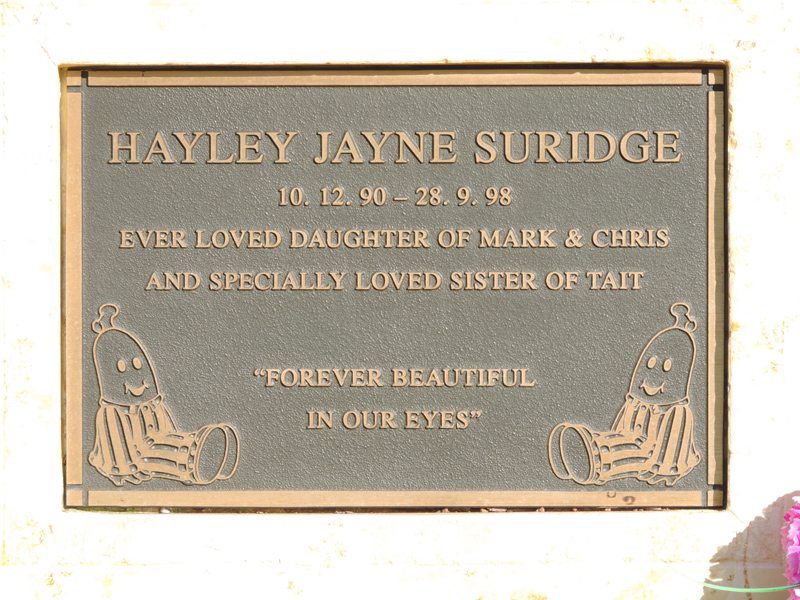 HAYLEY JAYNE SURIDGE
10. 12. 90 – 28. 9. 98
EVER LOVED DAUGHTER OF MARK & CHRIS
AND SPECIALLY LOVED SISTER OF TAIT
“FOREVER BEAUTIFUL
IN OUR EYES”